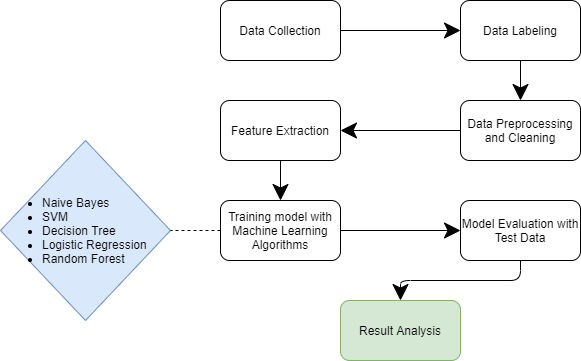 Data Collection
Data Labeling
Data Preprocessing
and Cleaning
Feature Extraction
Training model with
Machine Learning
Algorithms
• Naive Bayes
• SVM
• Decision Tree
• Logistic Regression
• Random Forest
Model Evaluation with
Test Data
Result Analysis